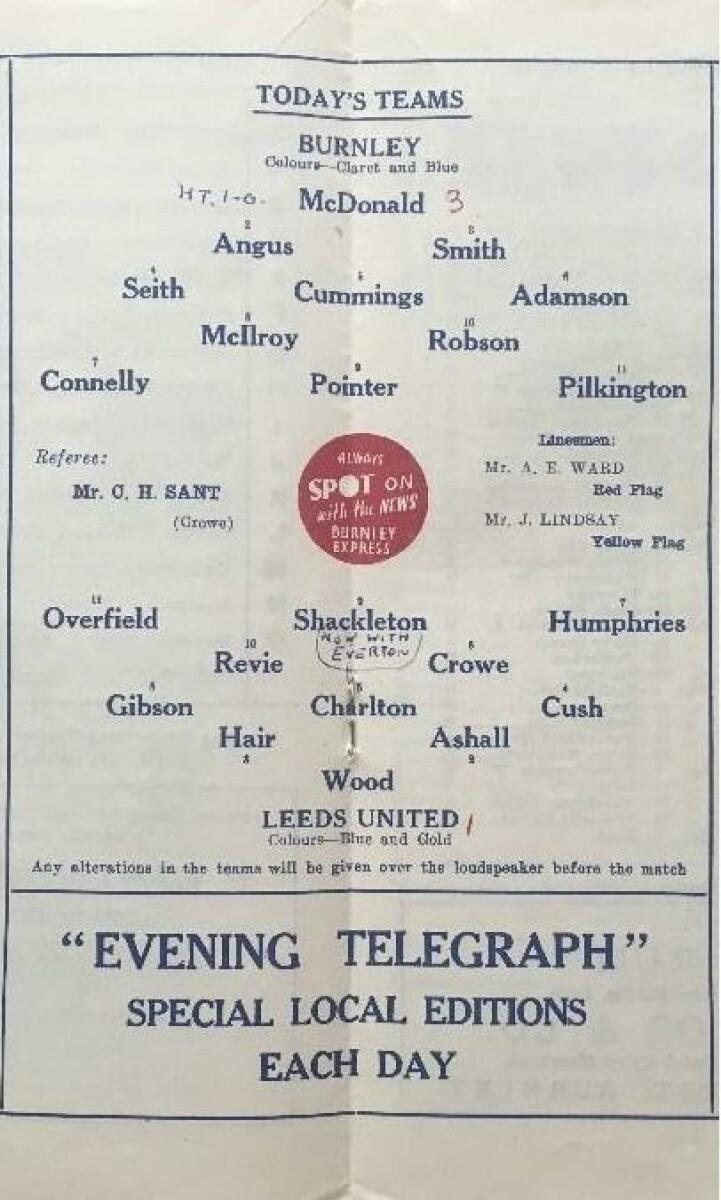 TODAY'S TEAMS
BURNLEY
Colours—Claret and Blue
HT. 1-0. McDonald 3
2 3
Angus Smith
4 5 6
Seith Cummings Adamson
8 10
McIlroy Robson
7 9 11
Connelly Pointer Pilkington
Referee:
Mr. C. H. SANT
(Crewe)
ALWAYS
SPOT ON
with the NEWS
BURNLEY
EXPRESS
Linesmen:
Mr. A. E. WARD
Red Flag
Mr. J. LINDSAY
Yellow Flag
11 9 7
Overfield Shackleton Humphries
NOW WITH
EVERTON
10 8
Revie Crowe
6 5 4
Gibson Charlton Cush
Hair Ashall
3 2
Wood
LEEDS UNITED 1
Colours—Blue and Gold
Any alterations in the teams will be given over the loudspeaker before the match
“EVENING TELEGRAPH”
SPECIAL LOCAL EDITIONS
EACH DAY